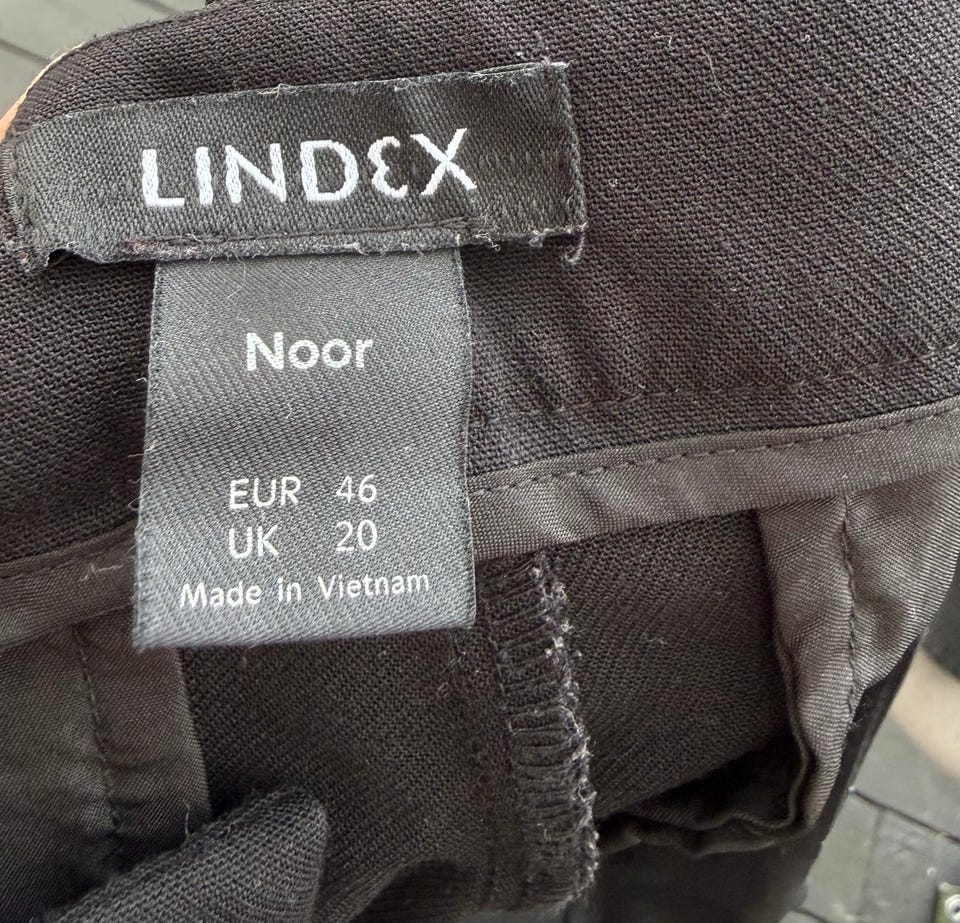 LINDEX
Noor
EUR 46
UK 20
Made in Vietnam